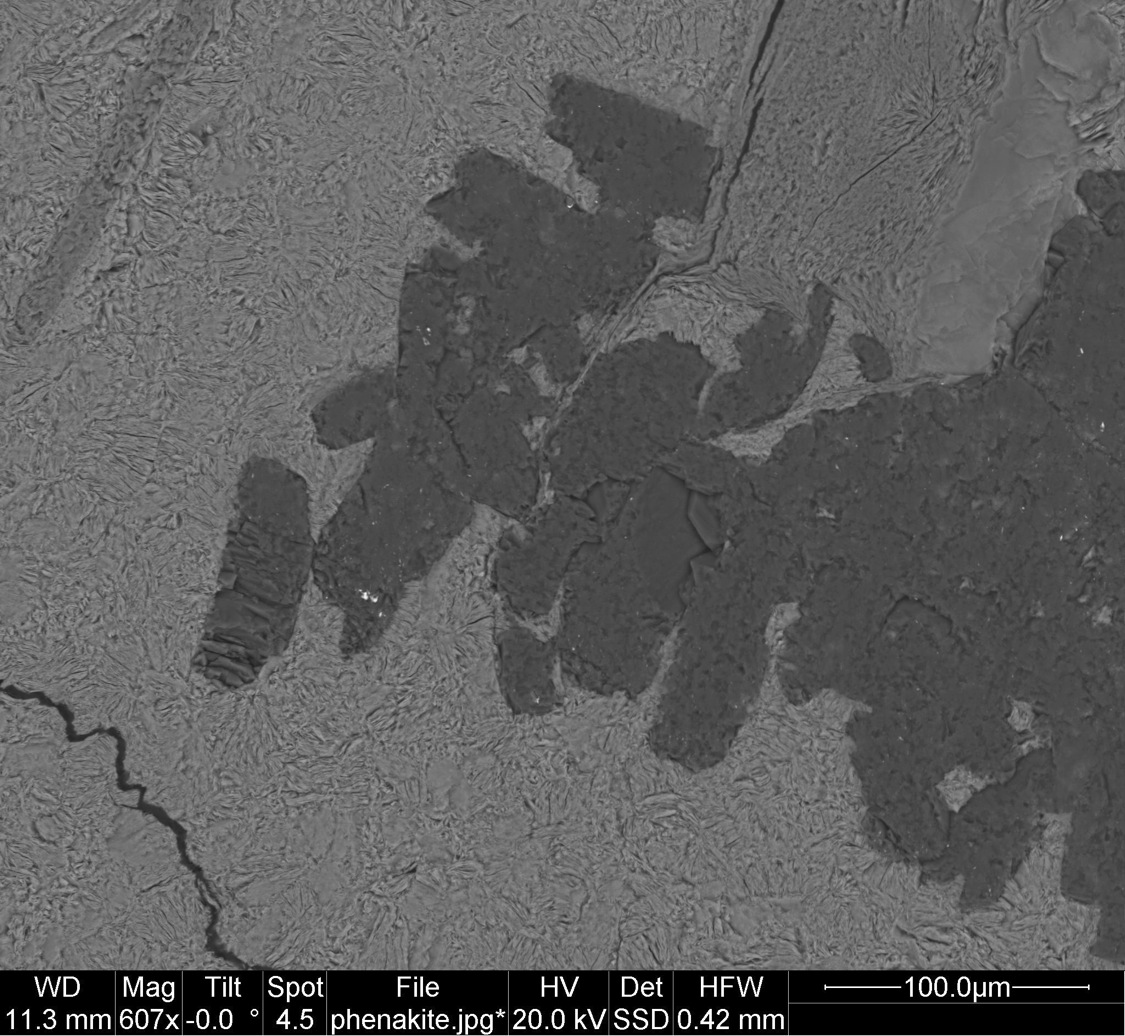 WD Mag Tilt Spot File HV Det HFW 100.0µm
11.3 mm 607x -0.0 ° 4.5 phenakite.jpg* 20.0 kV SSD 0.42 mm